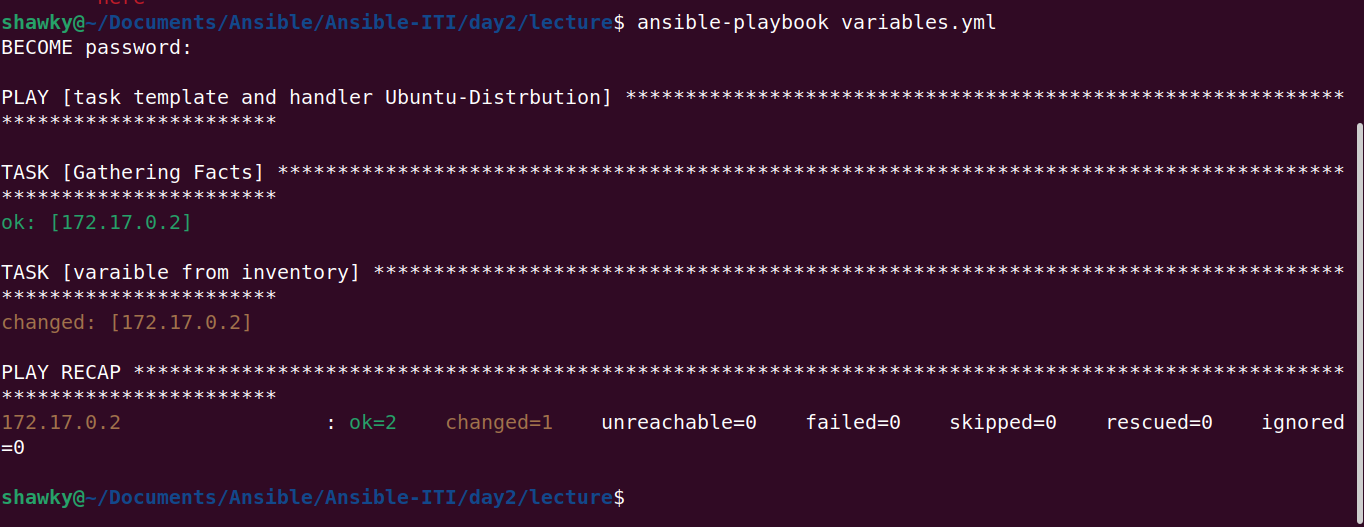 here
shawky@~/Documents/Ansible/Ansible-ITI/day2/lecture$ ansible-playbook variables.yml
BECOME password:
PLAY [task template and handler Ubuntu-Distrbution] ************************************************************
***********************
TASK [Gathering Facts] *****************************************************************************************
***********************
ok: [172.17.0.2]
TASK [varaible from inventory] *********************************************************************************
***********************
changed: [172.17.0.2]
PLAY RECAP *****************************************************************************************************
***********************
172.17.0.2                 : ok=2    changed=1    unreachable=0    failed=0    skipped=0    rescued=0    ignored
=0
shawky@~/Documents/Ansible/Ansible-ITI/day2/lecture$